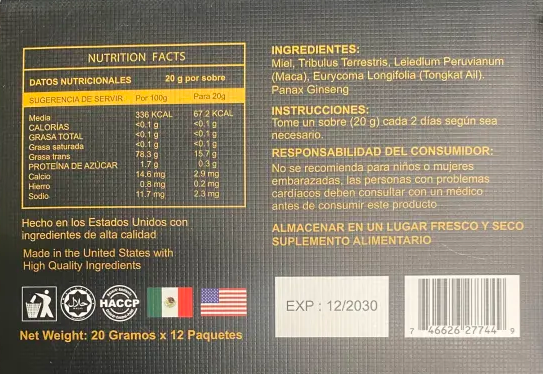 NUTRITION FACTS
DATOS NUTRICIONALES 20 g por sobre
SUGERENCIA DE SERVIR Por 100g Para 20g
Media 336 KCAL 67.2 KCAL
CALORÍAS <0.1 g <0.1 g
GRASA TOTAL <0.1 g <0.1 g
Grasa saturada <0.1 g <0.1 g
Grasa trans 78.3 g 15.7 g
PROTEÍNA DE AZÚCAR 1.7 g 0.3 g
Calcio 14.6 mg 2.9 mg
Hierro 0.8 mg 0.2 mg
Sodio 11.7 mg 2.3 mg
Hecho en los Estados Unidos con
ingredientes de alta calidad
Made in the United States with
High Quality Ingredients
حلال
HACCP
Net Weight: 20 Gramos x 12 Paquetes
INGREDIENTES:
Miel, Tribulus Terrestris, Leledium Peruvianum
(Maca), Eurycoma Longifolia (Tongkat Ail).
Panax Ginseng
INSTRUCCIONES:
Tome un sobre (20 g) cada 2 días según sea
necesario.
RESPONSABILIDAD DEL CONSUMIDOR:
No se recomienda para niños o mujeres
embarazadas, las personas con problemas
cardíacos deben consultar con un médico
antes de consumir este producto
ALMACENAR EN UN LUGAR FRESCO Y SECO
SUPLEMENTO ALIMENTARIO
EXP : 12/2030
7 46626 27744 9